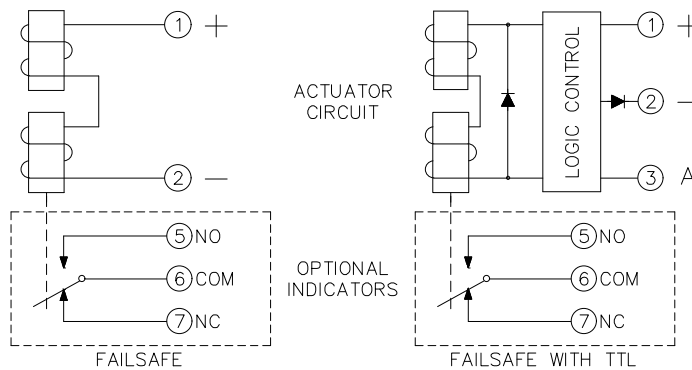 1 +
2 —
ACTUATOR
CIRCUIT
LOGIC CONTROL
1 +
2 —
3 A
5 NO
6 COM
7 NC
OPTIONAL
INDICATORS
5 NO
6 COM
7 NC
FAILSAFE
FAILSAFE WITH TTL